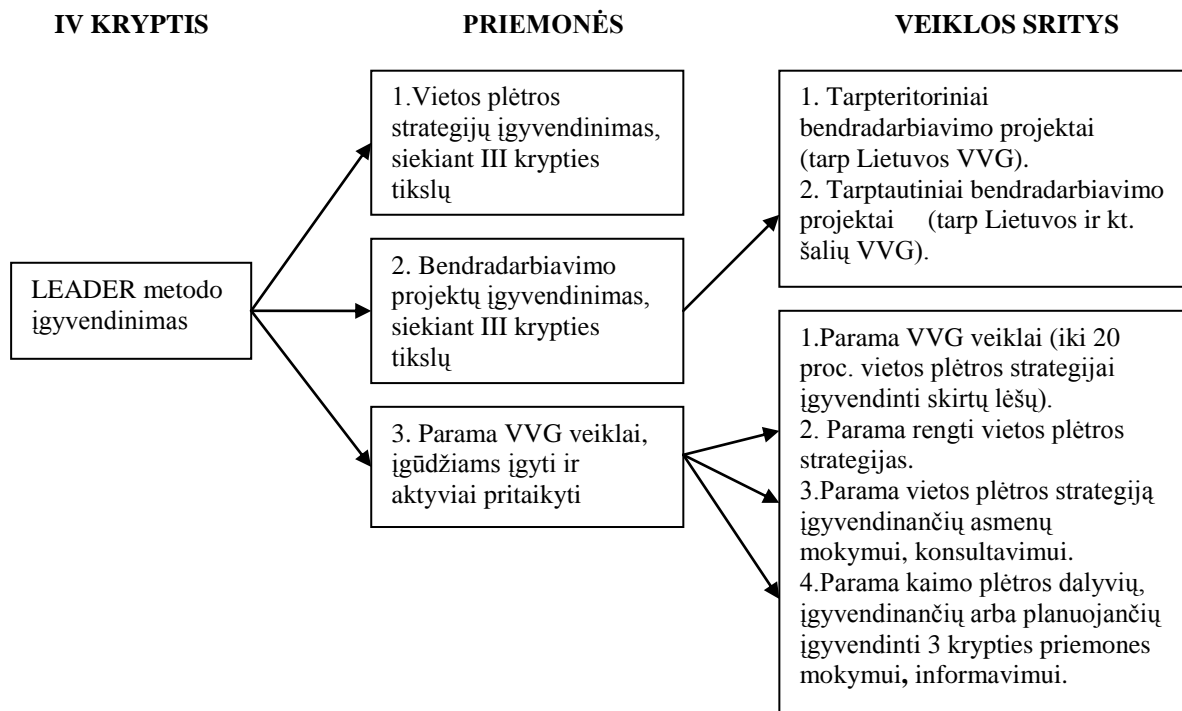 IV KRYPTIS
PRIEMONĖS
VEIKLOS SRITYS
LEADER metodo
įgyvendinimas
1.Vietos plėtros
strategijų įgyvendinimas,
siekiant III krypties
tikslų
2. Bendradarbiavimo
projektų įgyvendinimas,
siekiant III krypties
tikslų
3. Parama VVG veiklai,
įgūdžiams įgyti ir
aktyviai pritaikyti
1. Tarpteritoriniai
bendradarbiavimo projektai
(tarp Lietuvos VVG).
2. Tarptautiniai bendradarbiavimo
projektai (tarp Lietuvos ir kt.
šalių VVG).
1.Parama VVG veiklai (iki 20
proc. vietos plėtros strategijai
įgyvendinti skirtų lėšų).
2. Parama rengti vietos plėtros
strategijas.
3.Parama vietos plėtros strategiją
įgyvendinančių asmenų
mokymui, konsultavimui.
4.Parama kaimo plėtros dalyvių,
įgyvendinančių arba planuojančių
įgyvendinti 3 krypties priemones
mokymui, informavimui.